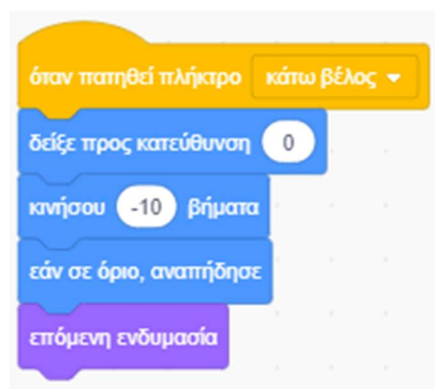 όταν πατηθεί πλήκτρο κάτω βέλος
δείξε προς κατεύθυνση 0
κινήσου -10 βήματα
εάν σε όριο, αναπήδησε
επόμενη ενδυμασία